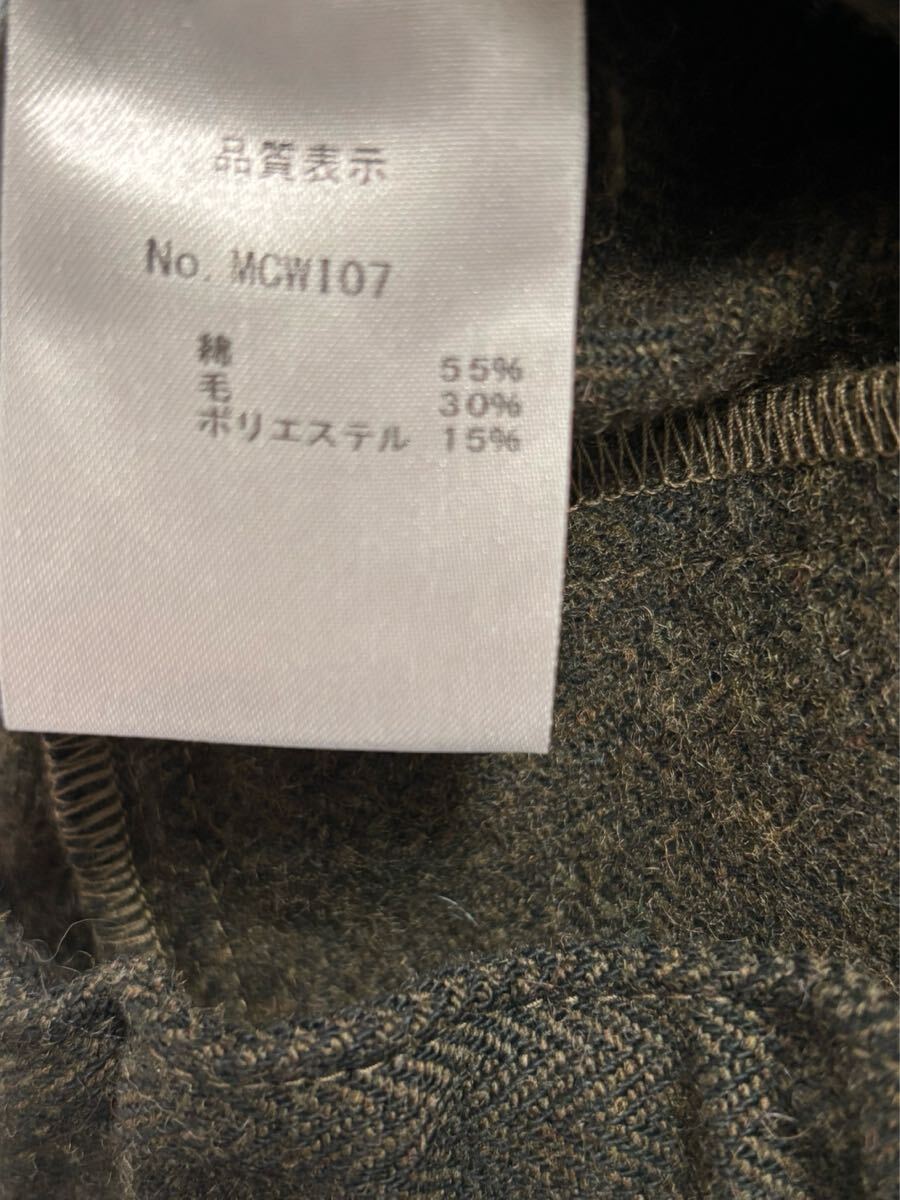 品質表示
No. MCW107
綿 55%
毛 30%
ポリエステル 15%